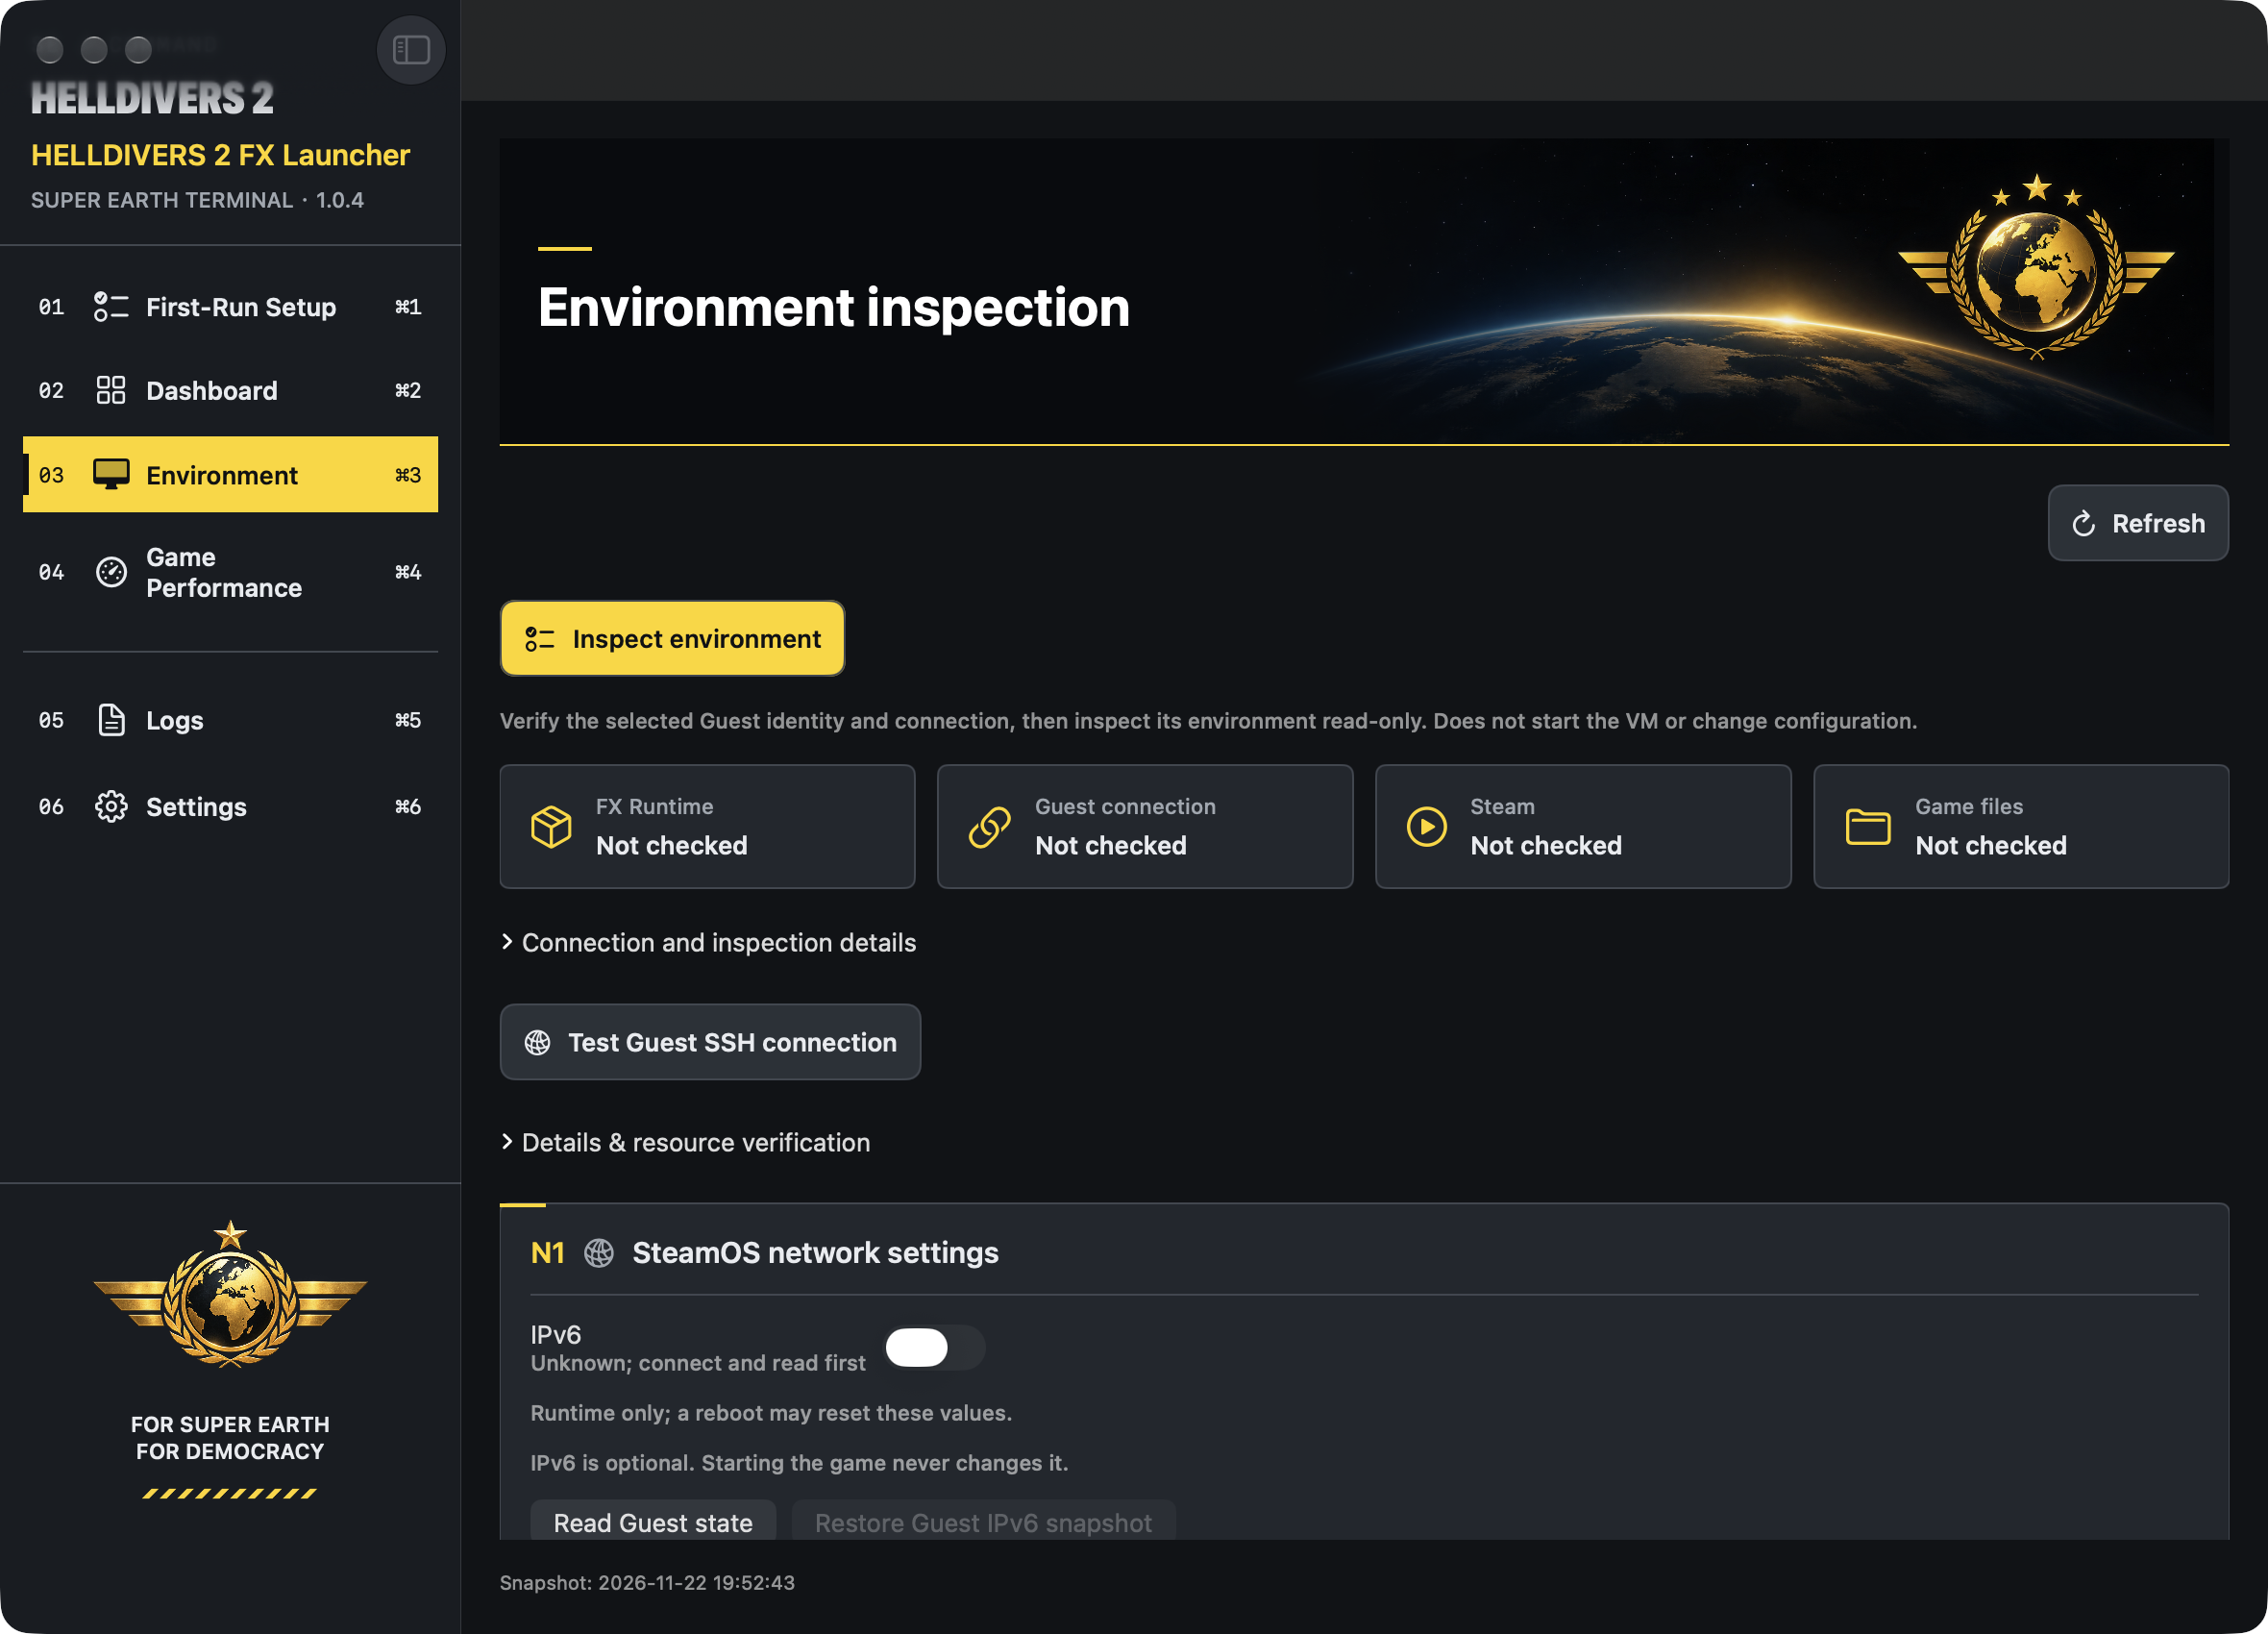 HELLDIVERS 2
HELLDIVERS 2 FX Launcher
SUPER EARTH TERMINAL · 1.0.4
01 First-Run Setup ⌘1
02 Dashboard ⌘2
03 Environment ⌘3
04 Game Performance ⌘4
05 Logs ⌘5
06 Settings ⌘6
FOR SUPER EARTH
FOR DEMOCRACY
Environment inspection
Refresh
Inspect environment
Verify the selected Guest identity and connection, then inspect its environment read-only. Does not start the VM or change configuration.
FX Runtime
Not checked
Guest connection
Not checked
Steam
Not checked
Game files
Not checked
Connection and inspection details
Test Guest SSH connection
Details & resource verification
N1 SteamOS network settings
IPv6
Unknown; connect and read first
Runtime only; a reboot may reset these values.
IPv6 is optional. Starting the game never changes it.
Read Guest state
Restore Guest IPv6 snapshot
Snapshot: 2026-11-22 19:52:43